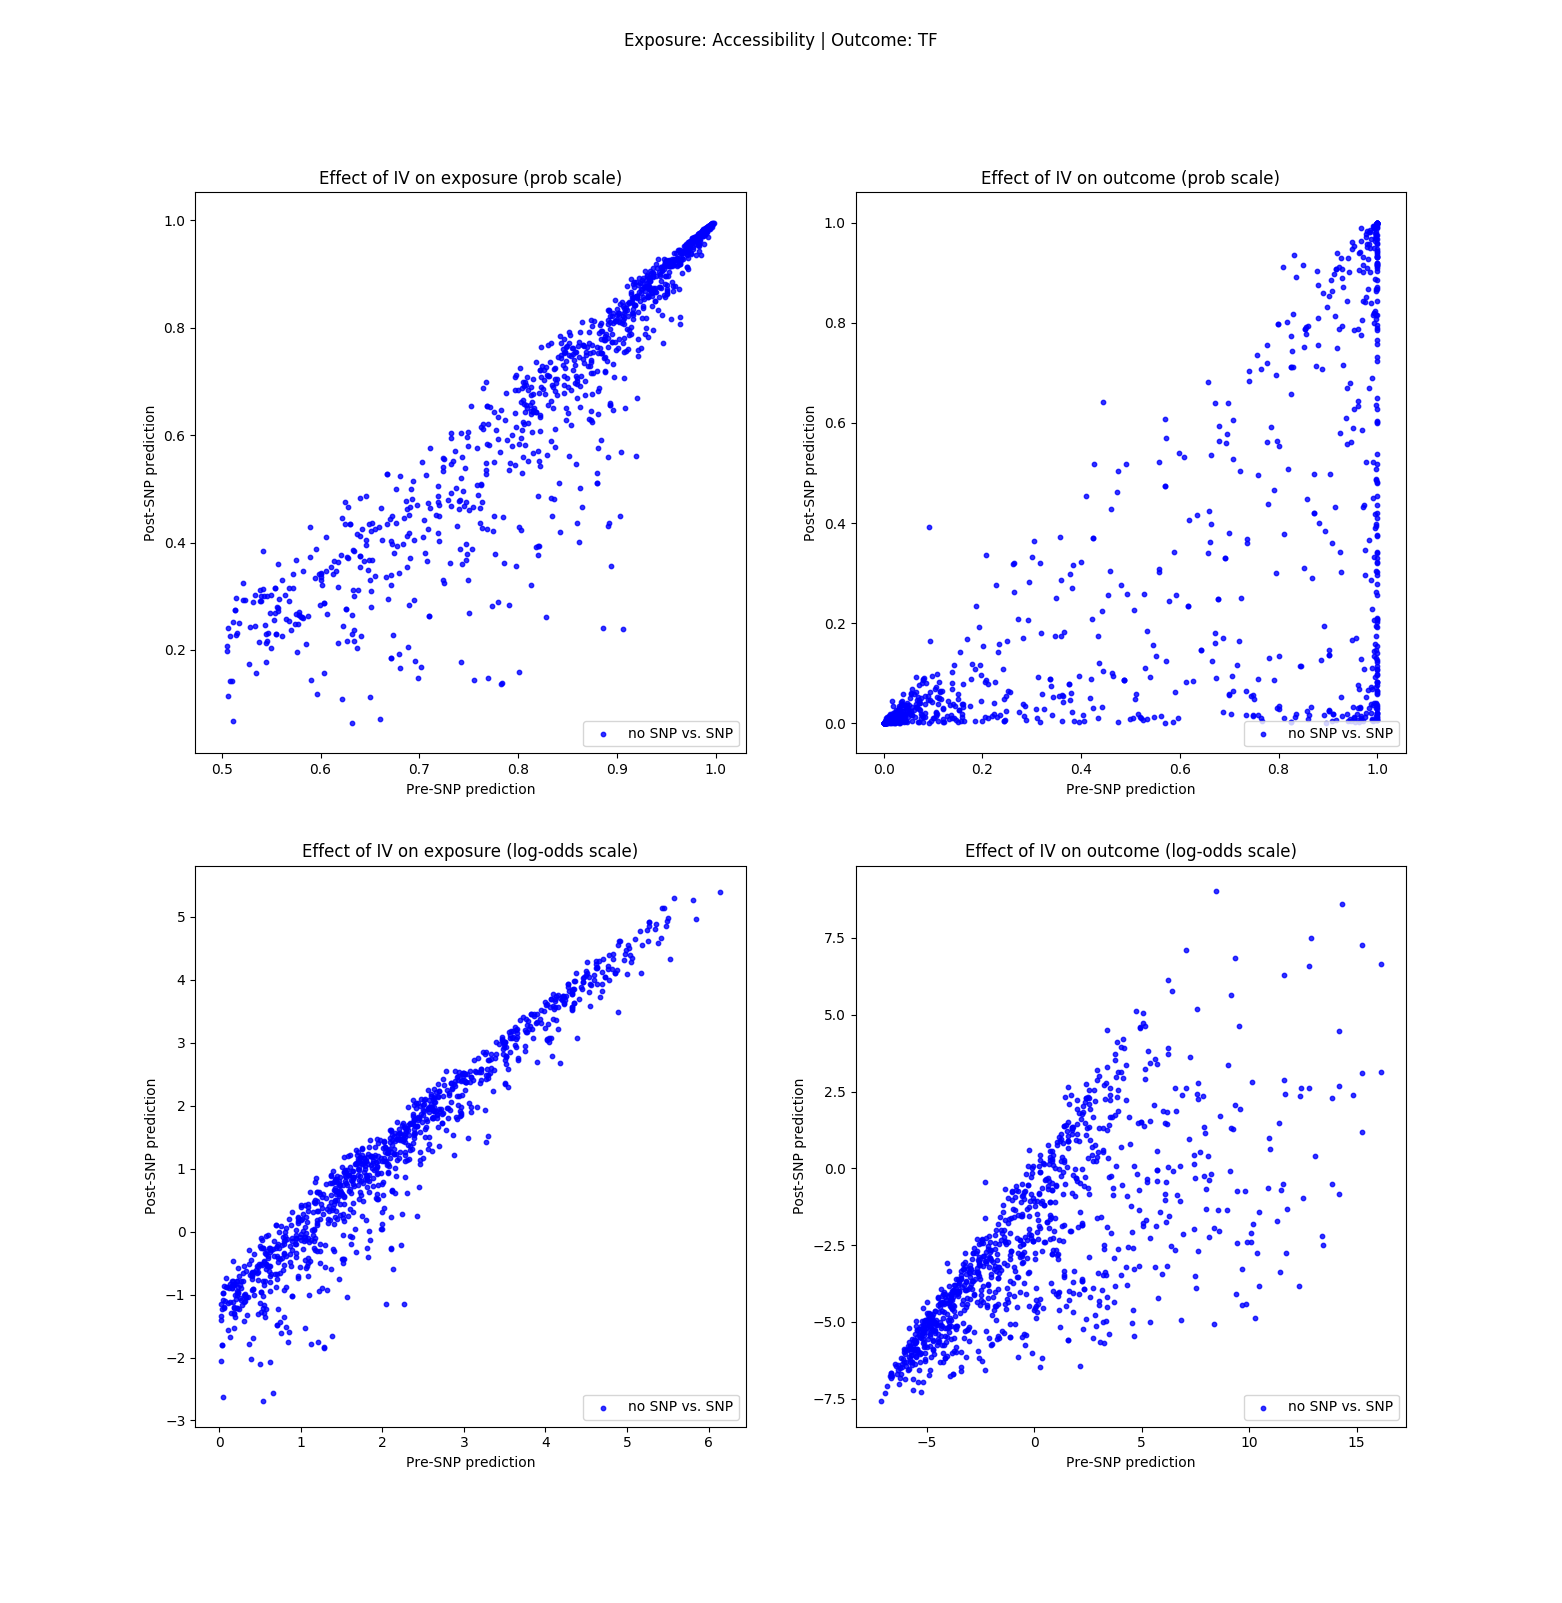 Exposure: Accessibility | Outcome: TF
Effect of IV on exposure (prob scale)
Post-SNP prediction
1.0
0.8
0.6
0.4
0.2
0.5 0.6 0.7 0.8 0.9 1.0
Pre-SNP prediction
no SNP vs. SNP
Effect of IV on outcome (prob scale)
Post-SNP prediction
1.0
0.8
0.6
0.4
0.2
0.0
0.0 0.2 0.4 0.6 0.8 1.0
Pre-SNP prediction
no SNP vs. SNP
Effect of IV on exposure (log-odds scale)
Post-SNP prediction
5
4
3
2
1
0
−1
−2
−3
0 1 2 3 4 5 6
Pre-SNP prediction
no SNP vs. SNP
Effect of IV on outcome (log-odds scale)
Post-SNP prediction
7.5
5.0
2.5
0.0
−2.5
−5.0
−7.5
−5 0 5 10 15
Pre-SNP prediction
no SNP vs. SNP